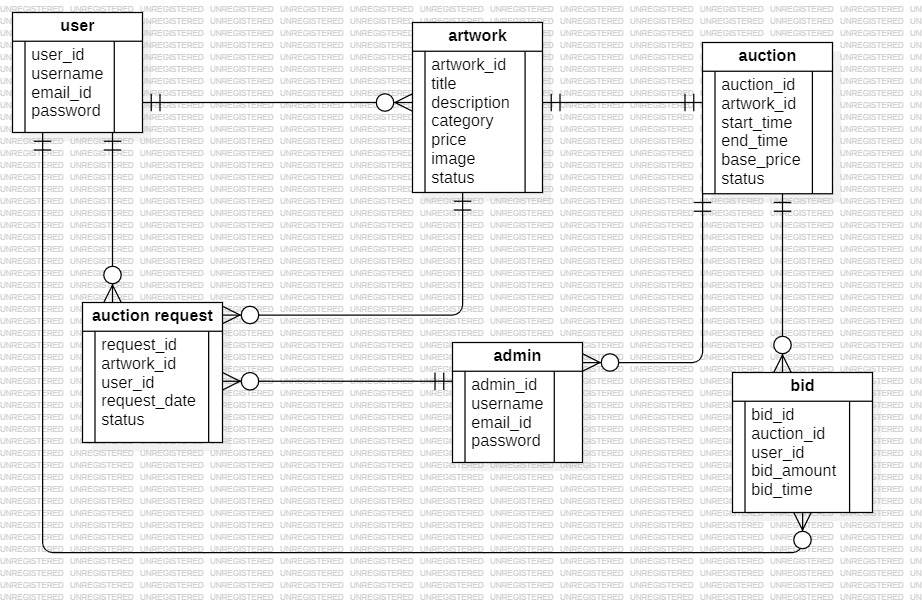 user
user_id
username
email_id
password
artwork
artwork_id
title
description
category
price
image
status
auction
auction_id
artwork_id
start_time
end_time
base_price
status
auction request
request_id
artwork_id
user_id
request_date
status
admin
admin_id
username
email_id
password
bid
bid_id
auction_id
user_id
bid_amount
bid_time
UNREGISTERED